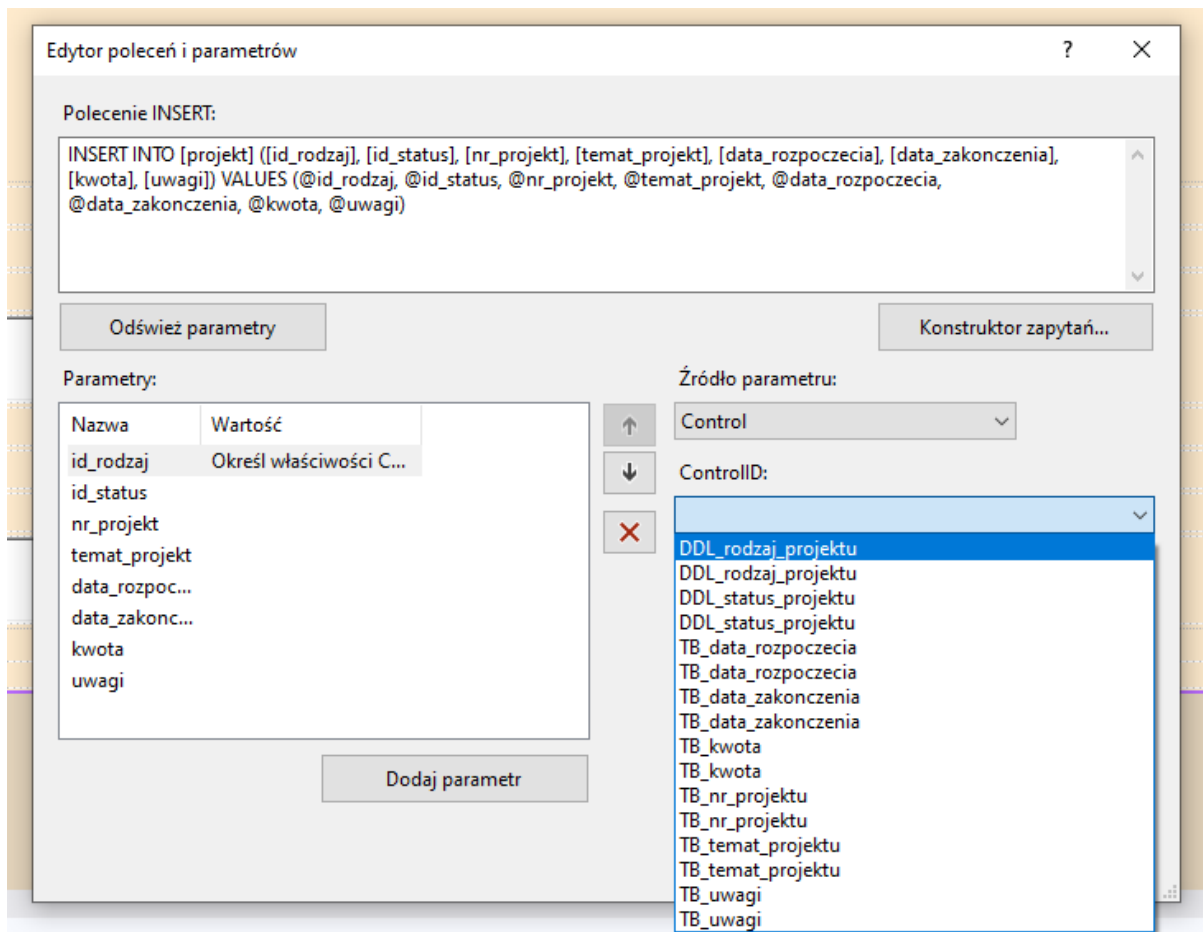 Edytor poleceń i parametrów
?
Polecenie INSERT:
INSERT INTO [projekt] ([id_rodzaj], [id_status], [nr_projekt], [temat_projekt], [data_rozpoczecia], [data_zakonczenia],
[kwota], [uwagi]) VALUES (@id_rodzaj, @id_status, @nr_projekt, @temat_projekt, @data_rozpoczecia,
@data_zakonczenia, @kwota, @uwagi)
Odśwież parametry
Konstruktor zapytań...
Parametry:
Nazwa Wartość
id_rodzaj Określ właściwości C...
id_status
nr_projekt
temat_projekt
data_rozpoc...
data_zakonc...
kwota
uwagi
Dodaj parametr
Źródło parametru:
Control
ControlID:
DDL_rodzaj_projektu
DDL_rodzaj_projektu
DDL_status_projektu
DDL_status_projektu
TB_data_rozpoczecia
TB_data_rozpoczecia
TB_data_zakonczenia
TB_data_zakonczenia
TB_kwota
TB_kwota
TB_nr_projektu
TB_nr_projektu
TB_temat_projektu
TB_temat_projektu
TB_uwagi
TB_uwagi